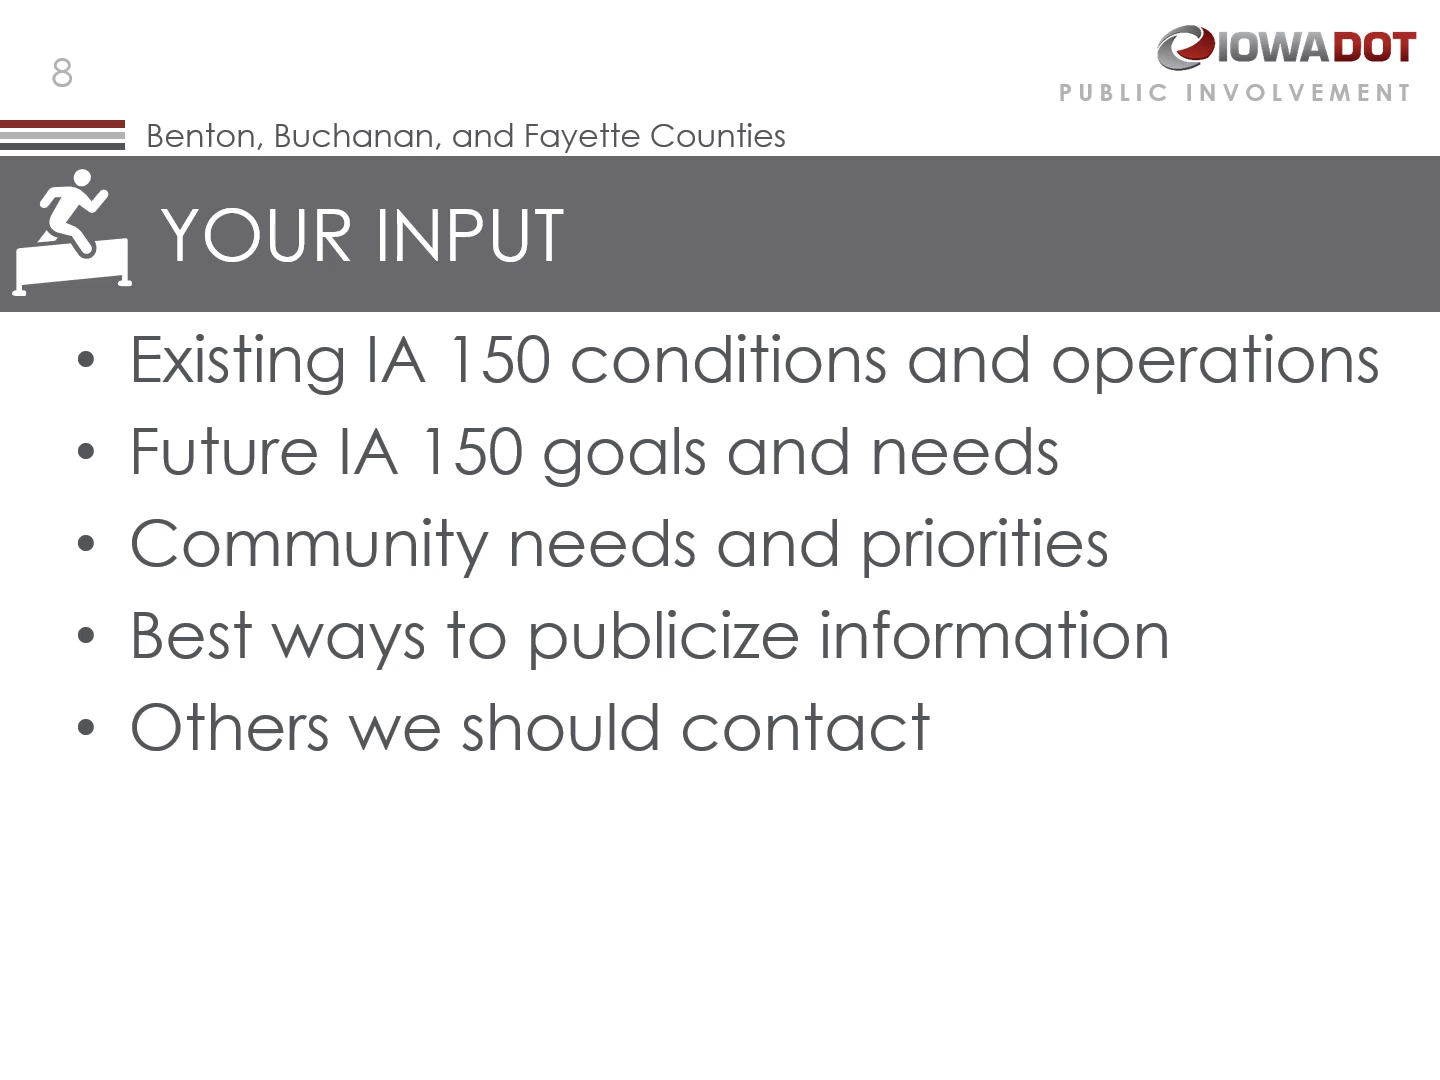 8
IOWADOT
PUBLIC INVOLVEMENT
Benton, Buchanan, and Fayette Counties
YOUR INPUT
• Existing IA 150 conditions and operations
• Future IA 150 goals and needs
• Community needs and priorities
• Best ways to publicize information
• Others we should contact